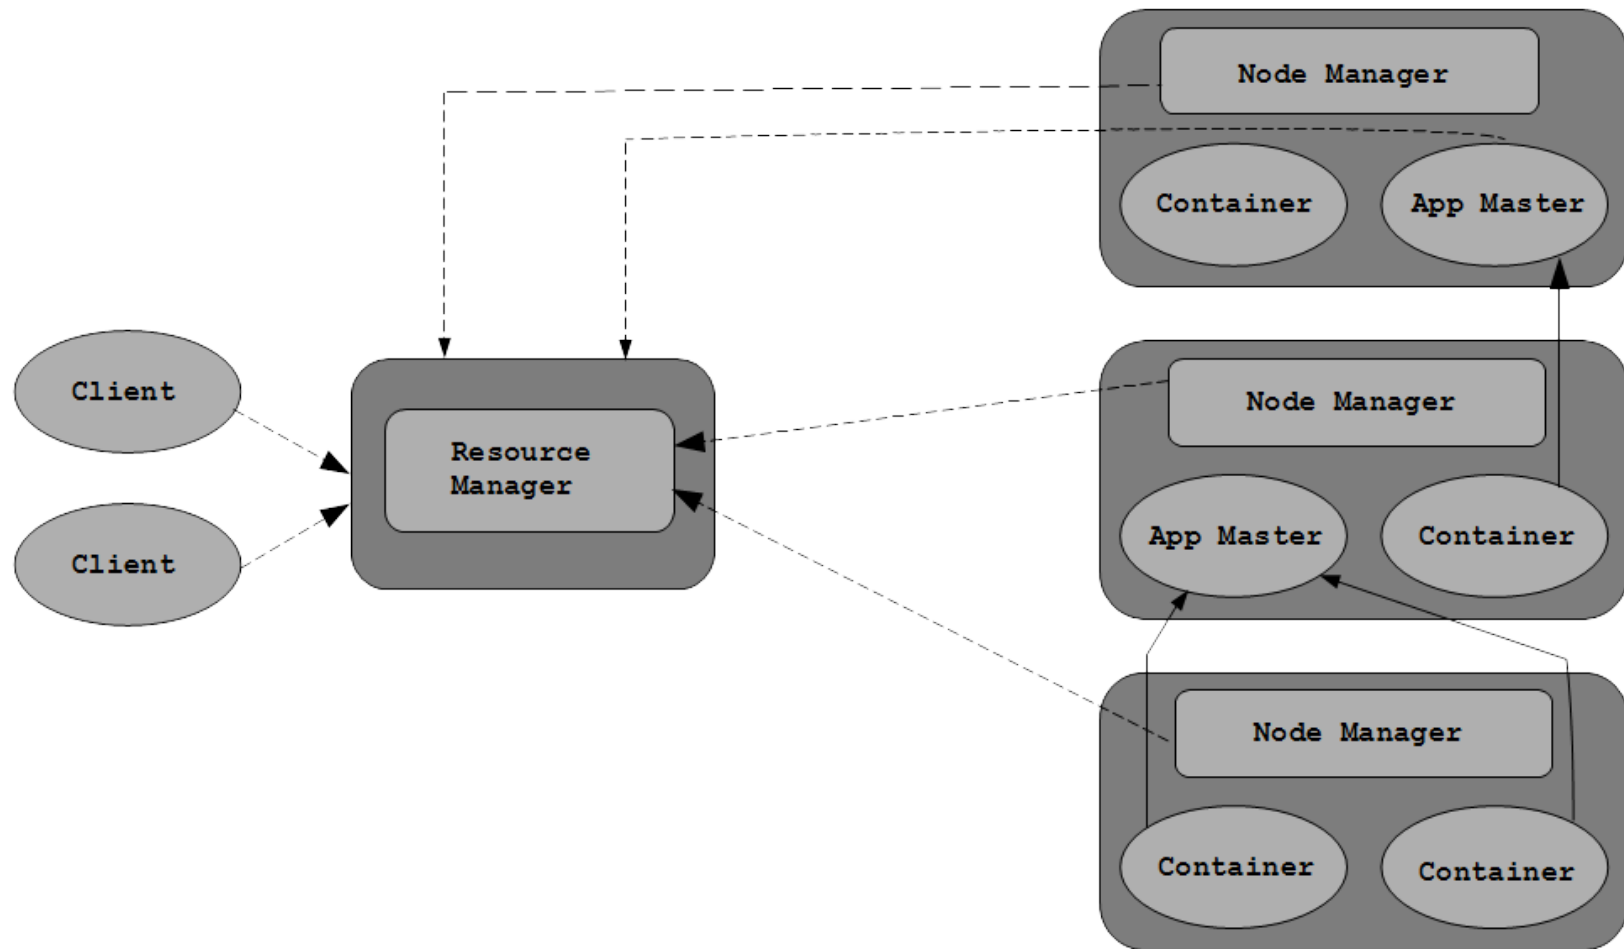 Node Manager
Container
App Master
Client
Client
Resource
Manager
Node Manager
App Master
Container
Node Manager
Container
Container